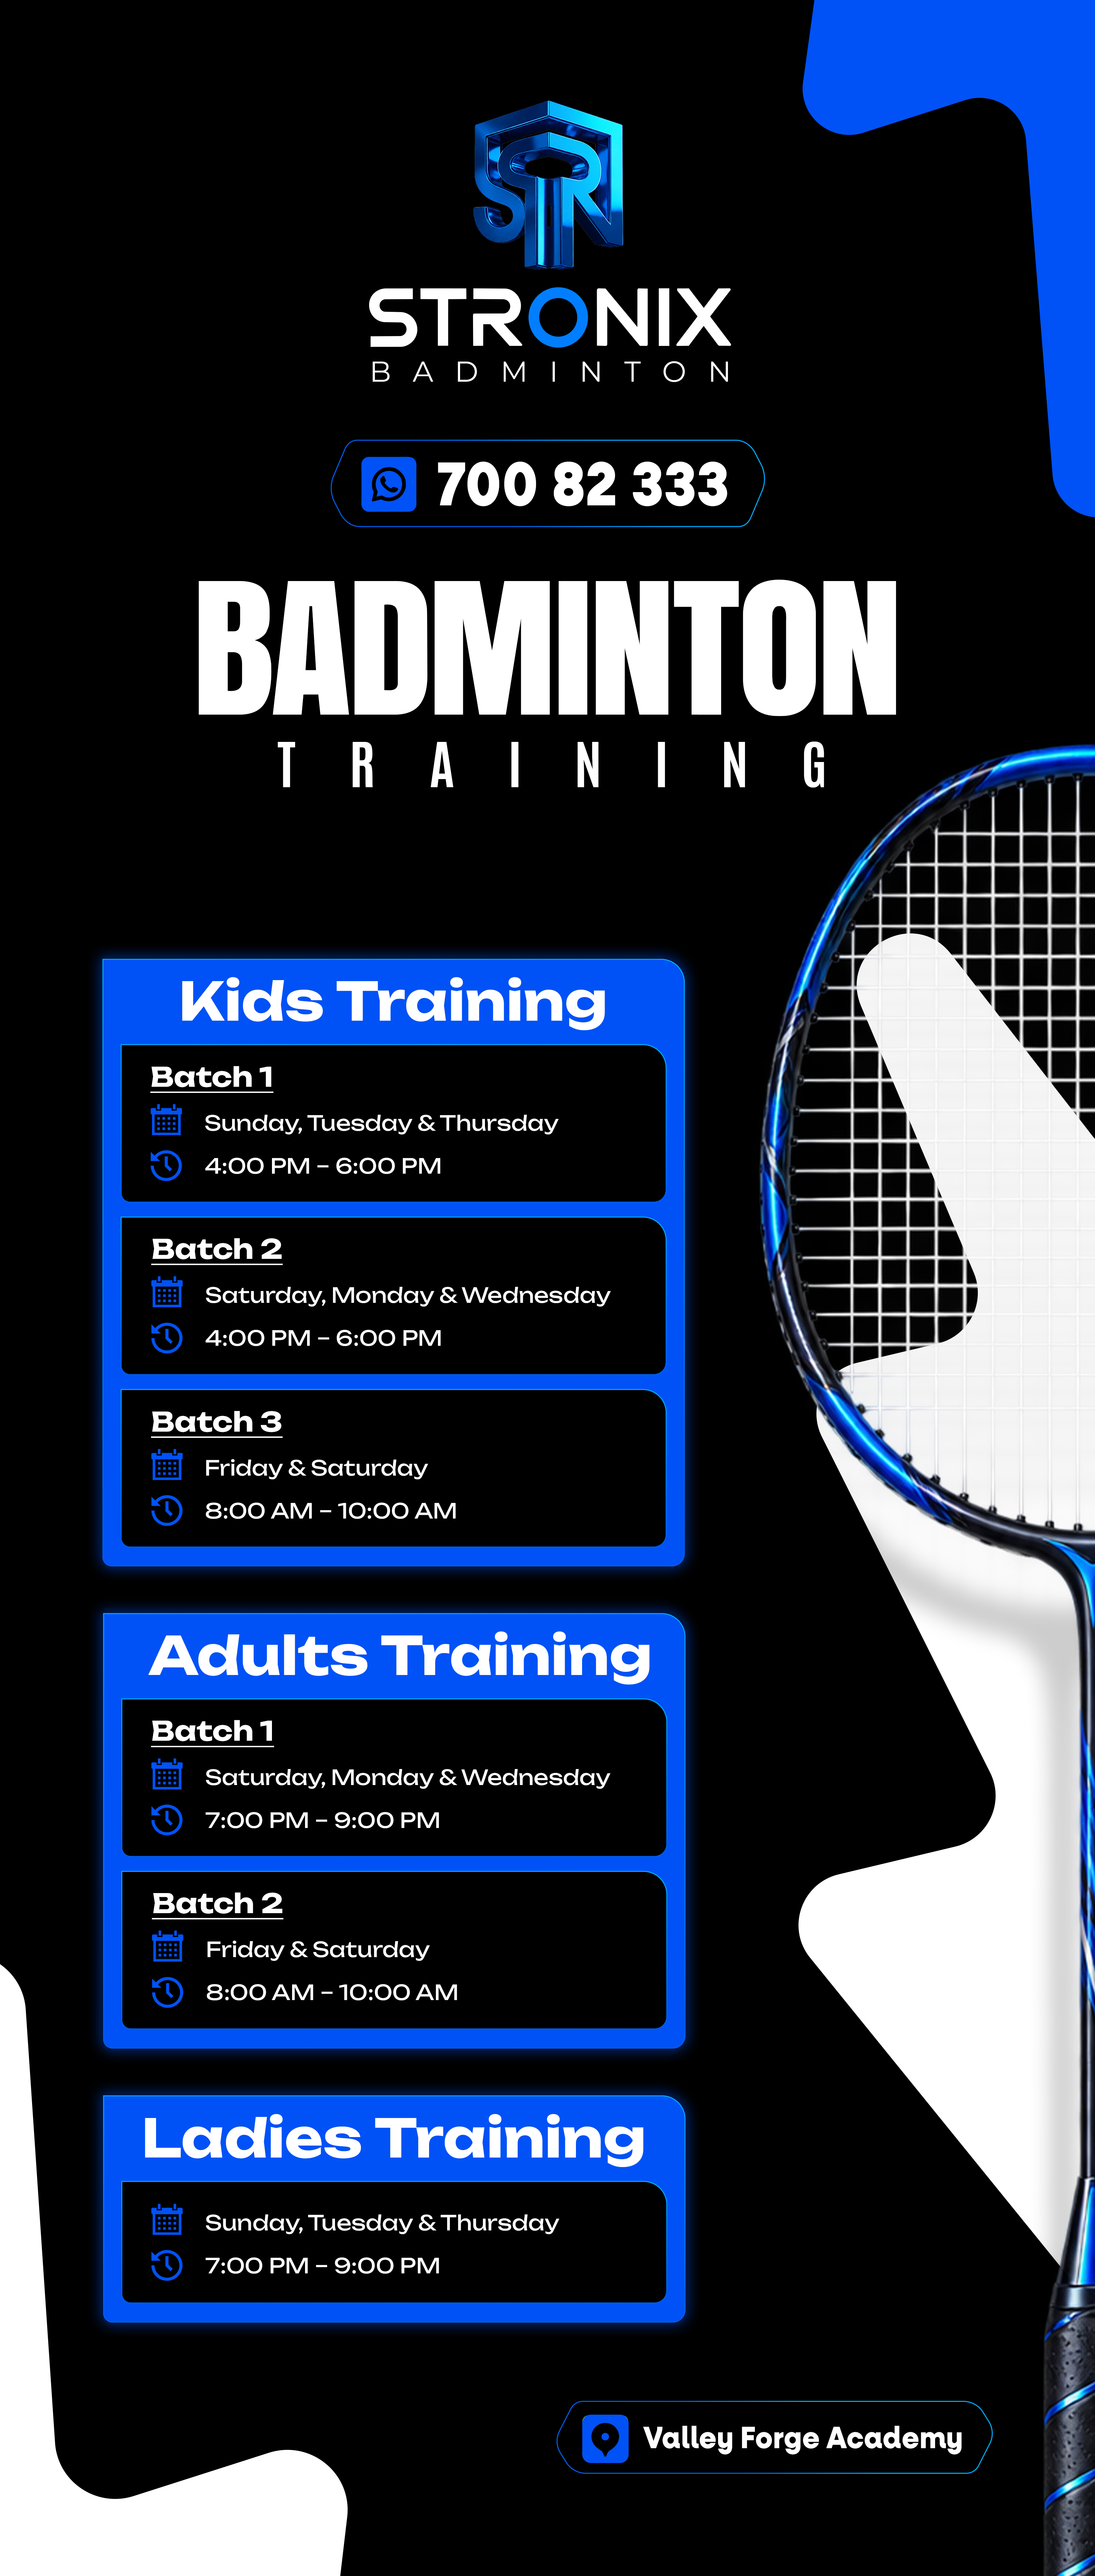 STRN
STRONIX
BADMINTON
700 82 333
BADMINTON
TRAINING
Kids Training
Batch 1
Sunday, Tuesday & Thursday
4:00 PM – 6:00 PM
Batch 2
Saturday, Monday & Wednesday
4:00 PM – 6:00 PM
Batch 3
Friday & Saturday
8:00 AM – 10:00 AM
Adults Training
Batch 1
Saturday, Monday & Wednesday
7:00 PM – 9:00 PM
Batch 2
Friday & Saturday
8:00 AM – 10:00 AM
Ladies Training
Sunday, Tuesday & Thursday
7:00 PM – 9:00 PM
Valley Forge Academy